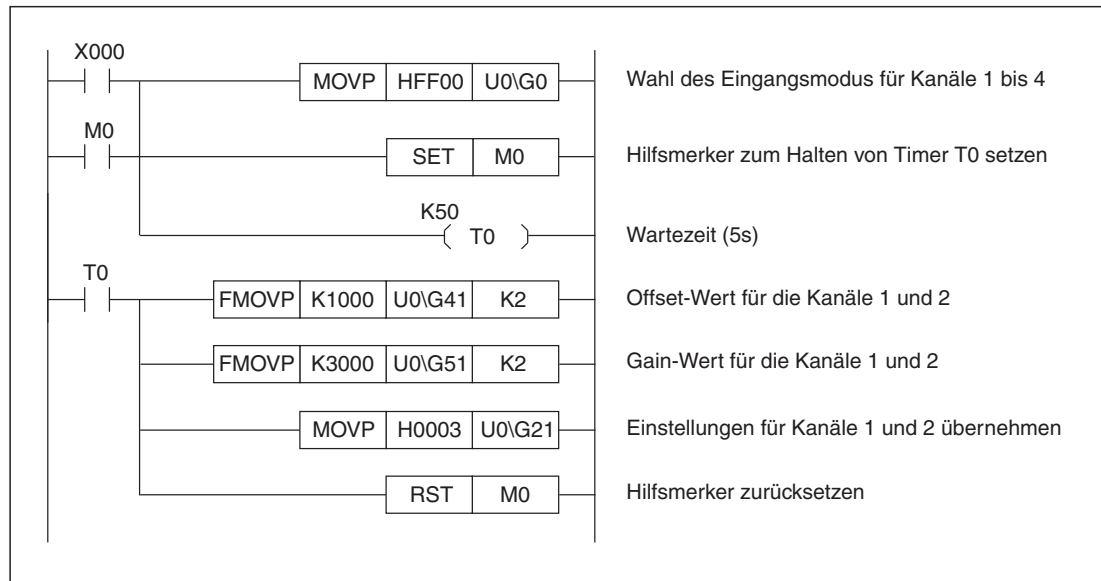 X000
MOVP HFF00 U0\G0 Wahl des Eingangsmodus für Kanäle 1 bis 4
M0
SET M0 Hilfsmerker zum Halten von Timer T0 setzen
K50
T0 Wartezeit (5s)
T0
FMOVP K1000 U0\G41 K2 Offset-Wert für die Kanäle 1 und 2
FMOVP K3000 U0\G51 K2 Gain-Wert für die Kanäle 1 und 2
MOVP H0003 U0\G21 Einstellungen für Kanäle 1 und 2 übernehmen
RST M0 Hilfsmerker zurücksetzen